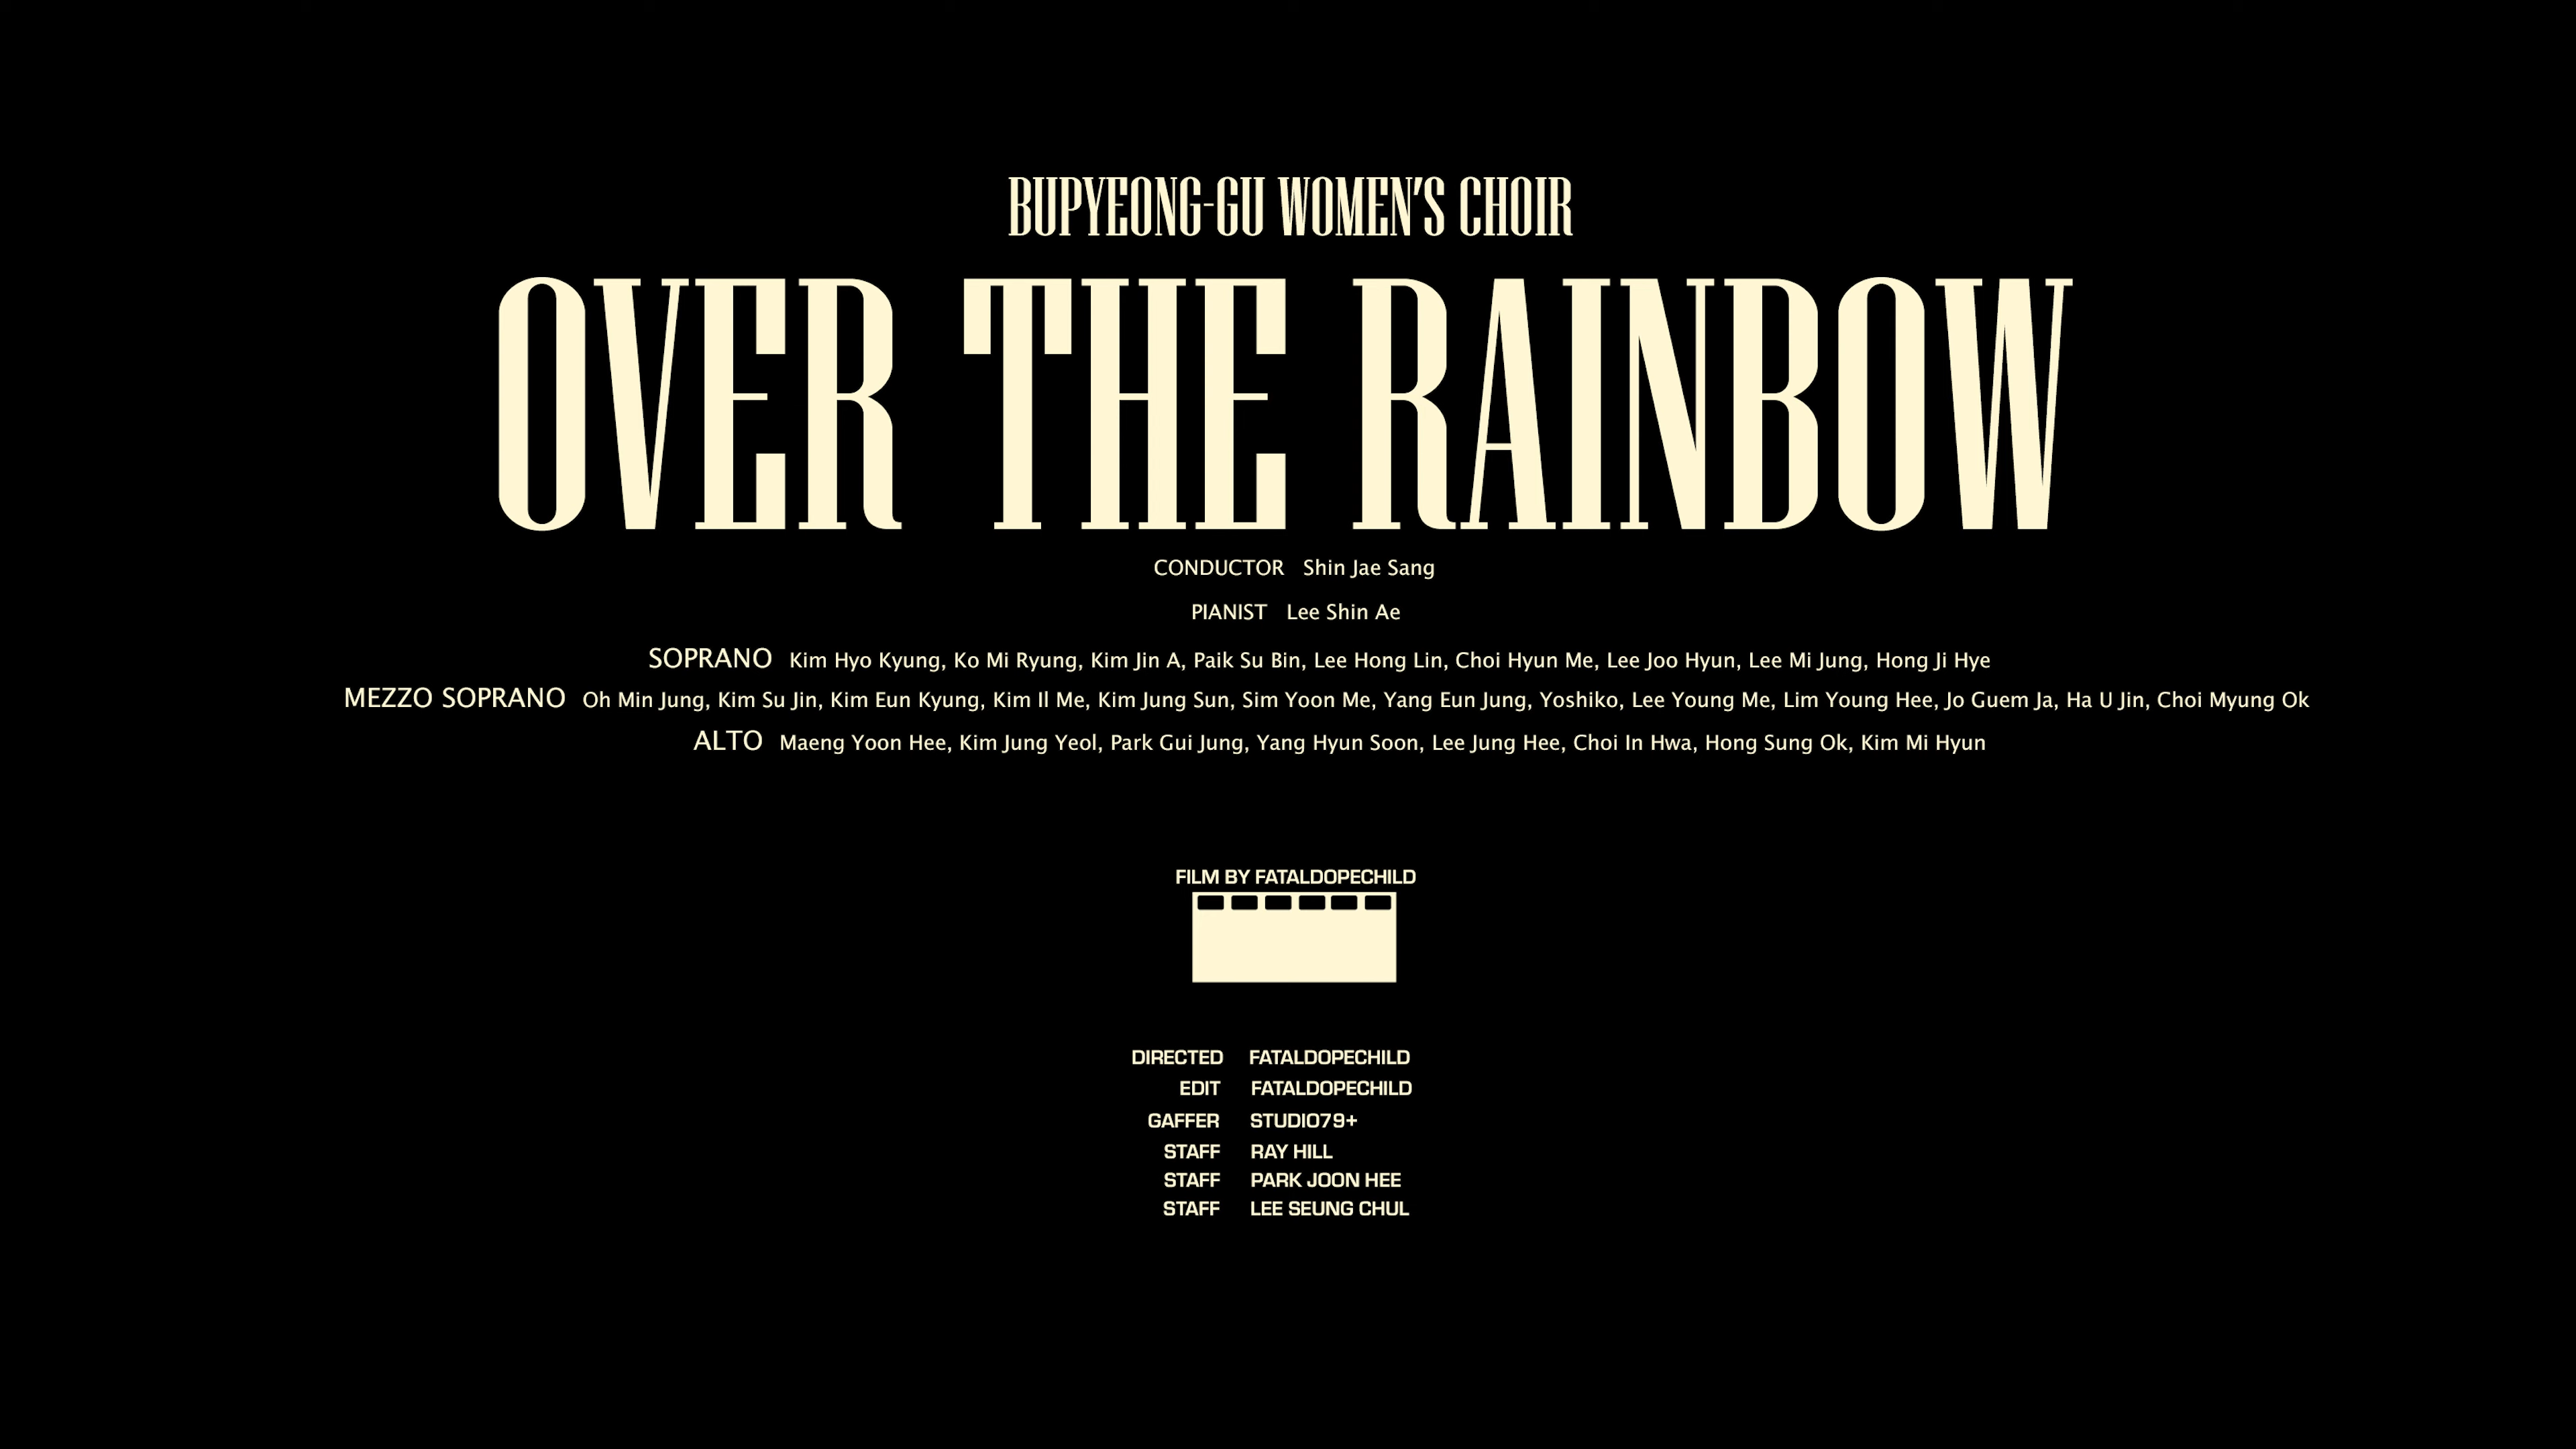 BUPYEONG-GU WOMEN'S CHOIR
OVER THE RAINBOW
CONDUCTOR Shin Jae Sang
PIANIST Lee Shin Ae
SOPRANO Kim Hyo Kyung, Ko Mi Ryung, Kim Jin A, Paik Su Bin, Lee Hong Lin, Choi Hyun Me, Lee Joo Hyun, Lee Mi Jung, Hong Ji Hye
MEZZO SOPRANO Oh Min Jung, Kim Su Jin, Kim Eun Kyung, Kim Il Me, Kim Jung Sun, Sim Yoon Me, Yang Eun Jung, Yoshiko, Lee Young Me, Lim Young Hee, Jo Guem Ja, Ha U Jin, Choi Myung Ok
ALTO Maeng Yoon Hee, Kim Jung Yeol, Park Gui Jung, Yang Hyun Soon, Lee Jung Hee, Choi In Hwa, Hong Sung Ok, Kim Mi Hyun
FILM BY FATALDOPECHILD
DIRECTED FATALDOPECHILD
EDIT FATALDOPECHILD
GAFFER STUDIO79+
STAFF RAY HILL
STAFF PARK JOON HEE
STAFF LEE SEUNG CHUL